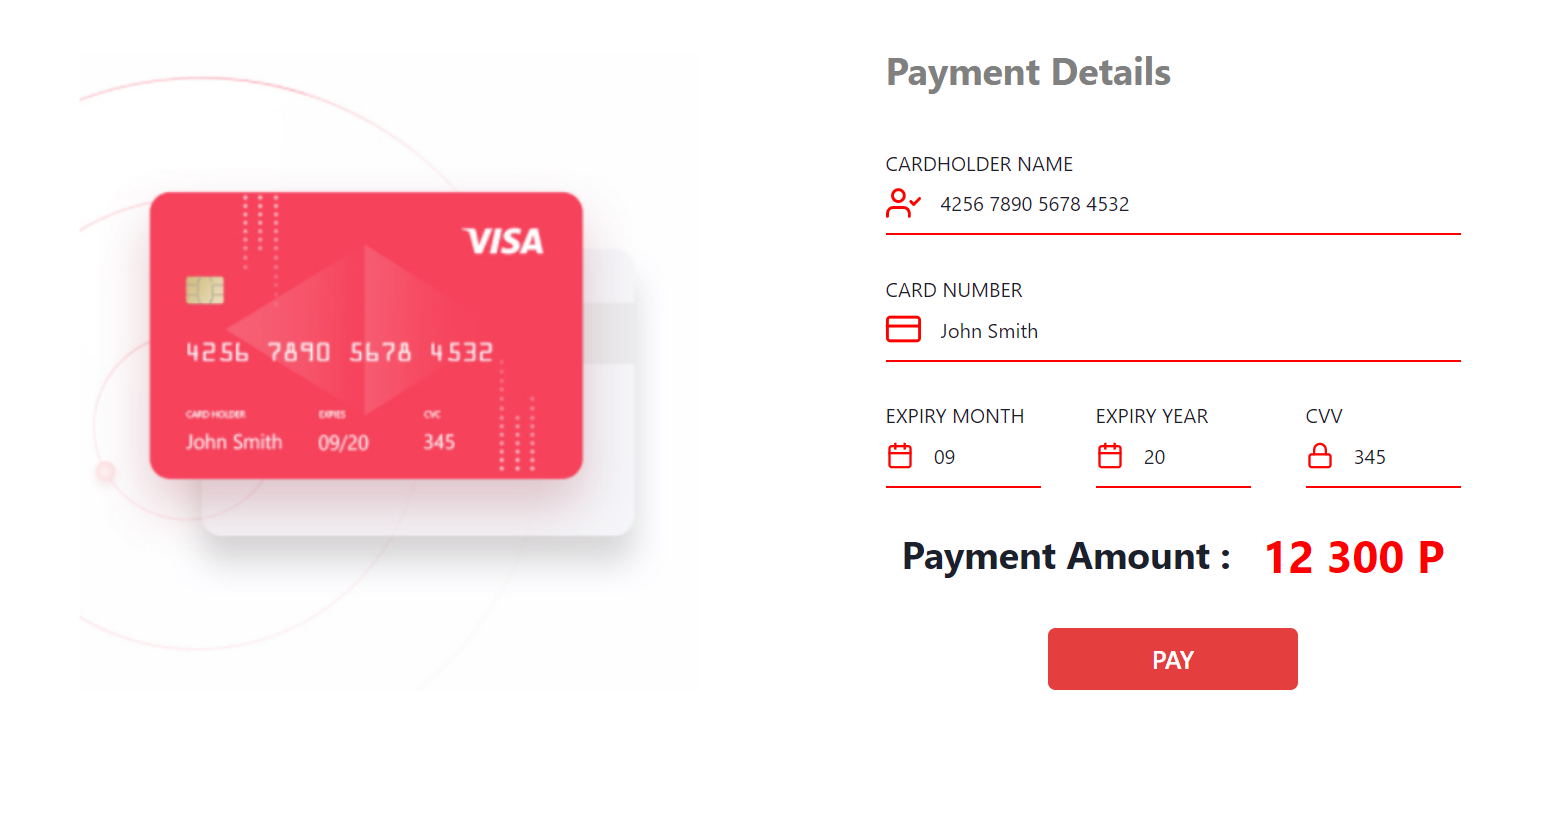 VISA
4256 7890 5678 4532
CARD HOLDER EXPIES CVC
John Smith 09/20 345
Payment Details
CARDHOLDER NAME
4256 7890 5678 4532
CARD NUMBER
John Smith
EXPIRY MONTH EXPIRY YEAR CVV
09 20 345
Payment Amount : 12 300 P
PAY